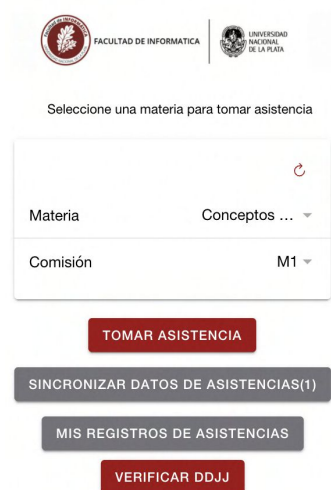 FACULTAD DE INFORMATICA
UNIVERSIDAD
NACIONAL
DE LA PLATA
Seleccione una materia para tomar asistencia
Materia Conceptos ...
Comisión M1
TOMAR ASISTENCIA
SINCRONIZAR DATOS DE ASISTENCIAS(1)
MIS REGISTROS DE ASISTENCIAS
VERIFICAR DDJJ